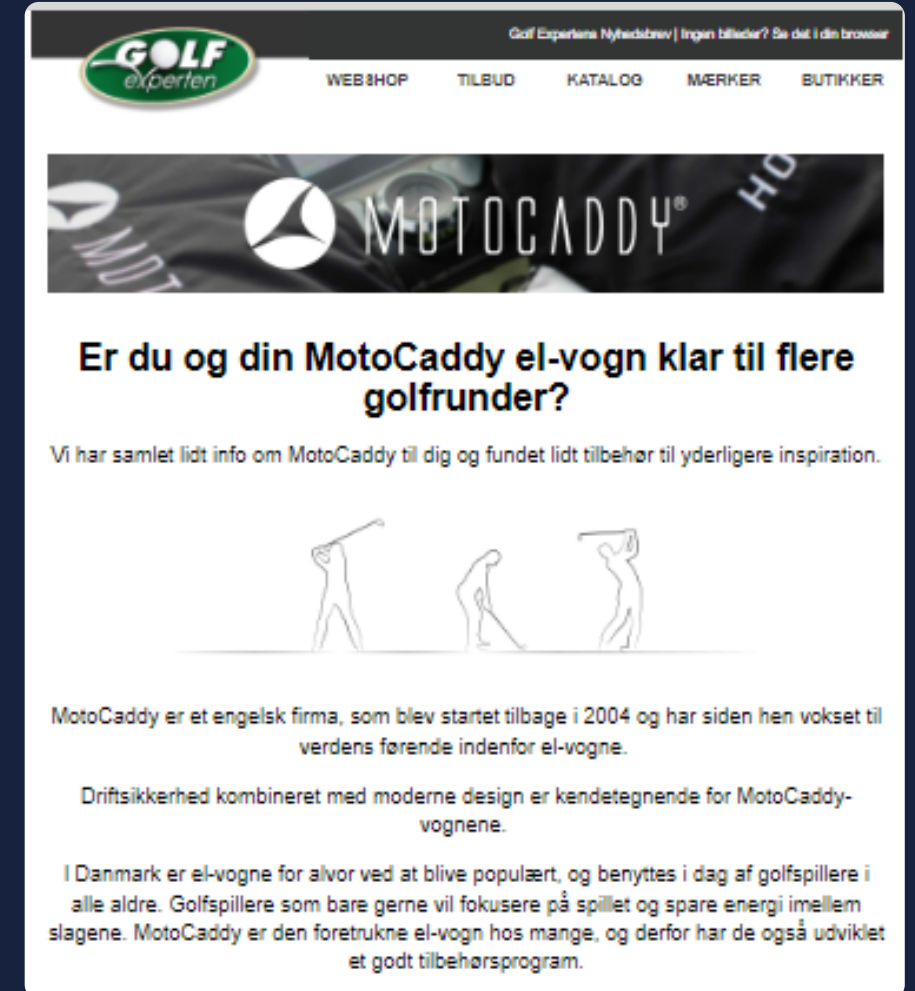 Golf Expertens Nyhedsbrev | Ingen billeder? Se det i din browser
GOLF
experten
WEBSHOP TILBUD KATALOG MÆRKER BUTIKKER
MOTOCADDY®
HO
MOT
Er du og din MotoCaddy el-vogn klar til flere
golfrunder?
Vi har samlet lidt info om MotoCaddy til dig og fundet lidt tilbehør til yderligere inspiration.
MotoCaddy er et engelsk firma, som blev startet tilbage i 2004 og har siden hen vokset til
verdens førende indenfor el-vogne.
Driftsikkerhed kombineret med moderne design er kendetegnende for MotoCaddy-
vognene.
I Danmark er el-vogne for alvor ved at blive populært, og benyttes i dag af golfspillere i
alle aldre. Golfspillere som bare gerne vil fokusere på spillet og spare energi imellem
slagene. MotoCaddy er den foretrukne el-vogn hos mange, og derfor har de også udviklet
et godt tilbehørsprogram.